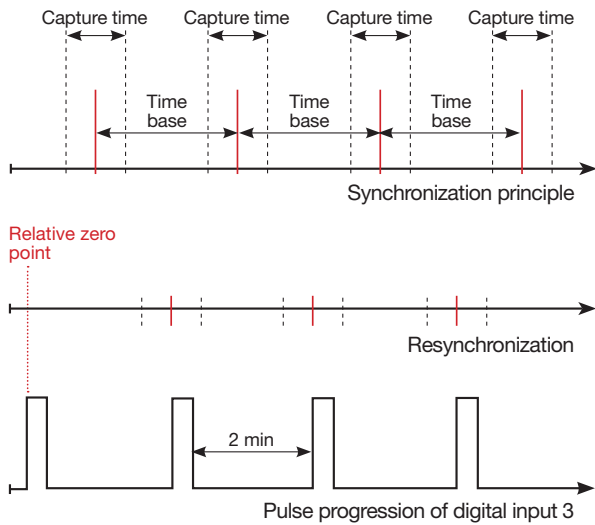 Capture time Capture time Capture time Capture time
Time
base
Time
base
Time
base
Synchronization principle
Relative zero
point
Resynchronization
2 min
Pulse progression of digital input 3